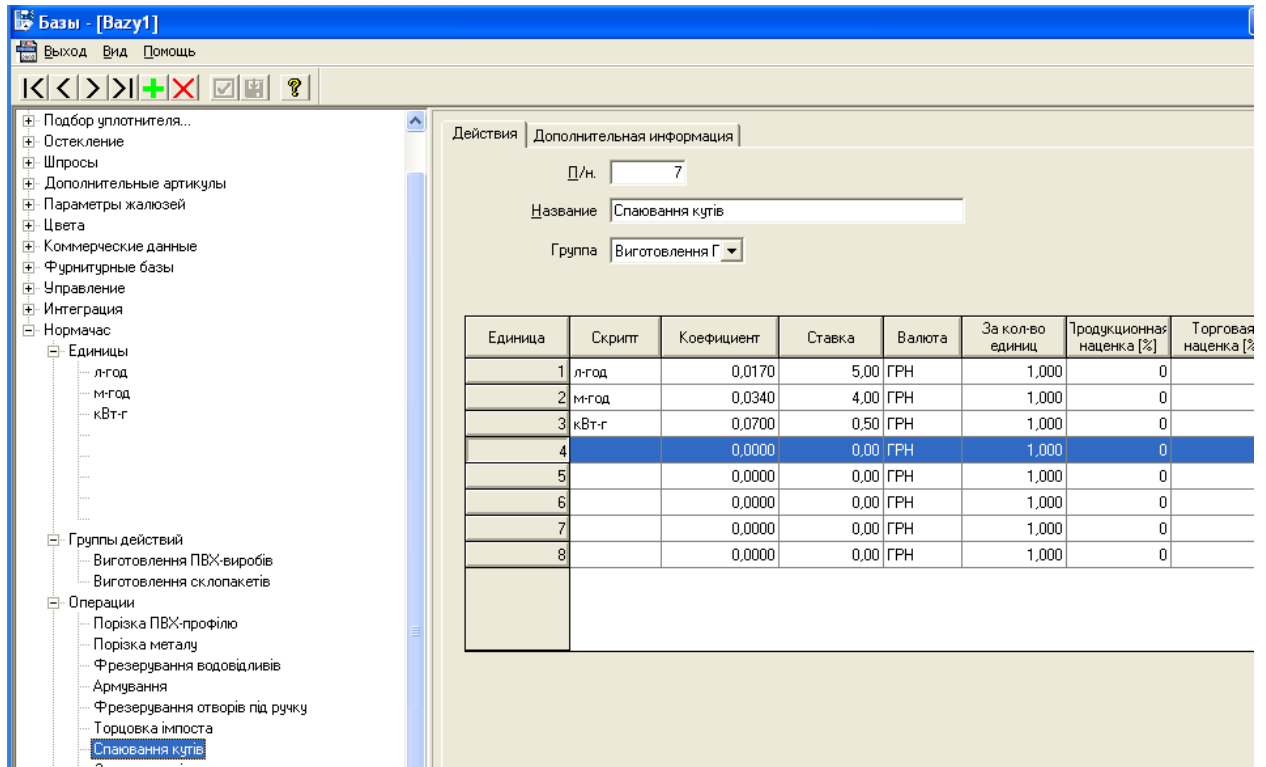 Базы - [Bazy1]
Выход Вид Помощь
Подбор уплотнителя...
Остекление
Шпросы
Дополнительные артикулы
Параметры жалюзей
Цвета
Коммерческие данные
Фурнитурные базы
Управление
Интеграция
Нормачас
Единицы
л-год
м-год
кВт-г
Группы действий
Виготовлення ПВХ-виробів
Виготовлення склопакетів
Операции
Порізка ПВХ-профілю
Порізка металу
Фрезерування водовідливів
Армування
Фрезерування отворів під ручку
Торцовка імпоста
Спаювання кутів
Действия Дополнительная информация
П/н. 7
Название Спаювання кутів
Группа Виготовлення Г
Единица Скрипт Коефициент Ставка Валюта За кол-во единиц Продукционная наценка [%] Торговая наценка [%
1 л-год 0,0170 5,00 ГРН 1,000 0
2 м-год 0,0340 4,00 ГРН 1,000 0
3 кВт-г 0,0700 0,50 ГРН 1,000 0
4 0,0000 0,00 ГРН 1,000 0
5 0,0000 0,00 ГРН 1,000 0
6 0,0000 0,00 ГРН 1,000 0
7 0,0000 0,00 ГРН 1,000 0
8 0,0000 0,00 ГРН 1,000 0